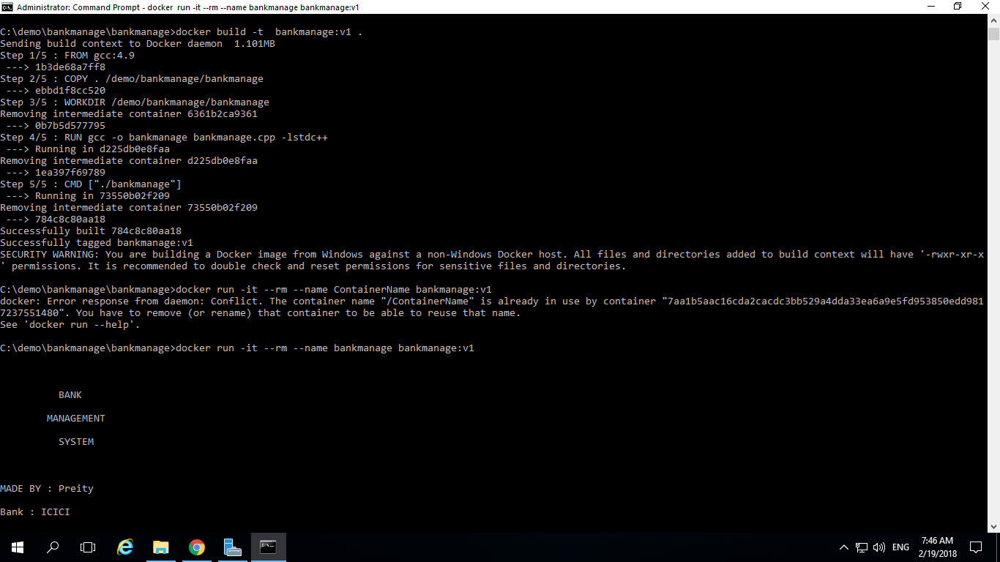 Administrator: Command Prompt - docker  run -it --rm --name bankmanage bankmanage:v1
C:\demo\bankmanage\bankmanage>docker build -t  bankmanage:v1 .
Sending build context to Docker daemon  1.101MB
Step 1/5 : FROM gcc:4.9
 ---> 1b3de68a7ff8
Step 2/5 : COPY . /demo/bankmanage/bankmanage
 ---> ebbd1f8cc520
Step 3/5 : WORKDIR /demo/bankmanage/bankmanage
Removing intermediate container 6361b2ca9361
 ---> 0b7b5d577795
Step 4/5 : RUN gcc -o bankmanage bankmanage.cpp -lstdc++
 ---> Running in d225db0e8faa
Removing intermediate container d225db0e8faa
 ---> 1ea397f69789
Step 5/5 : CMD ["./bankmanage"]
 ---> Running in 73550b02f209
Removing intermediate container 73550b02f209
 ---> 784c8c80aa18
Successfully built 784c8c80aa18
Successfully tagged bankmanage:v1
SECURITY WARNING: You are building a Docker image from Windows against a non-Windows Docker host. All files and directories added to build context will have '-rwxr-xr-x
' permissions. It is recommended to double check and reset permissions for sensitive files and directories.
C:\demo\bankmanage\bankmanage>docker run -it --rm --name ContainerName bankmanage:v1
docker: Error response from daemon: Conflict. The container name "/ContainerName" is already in use by container "7aa1b5aac16cda2cacdc3bb529a4dda33ea6a9e5fd953850edd981
7237551480". You have to remove (or rename) that container to be able to reuse that name.
See 'docker run --help'.
C:\demo\bankmanage\bankmanage>docker run -it --rm --name bankmanage bankmanage:v1
BANK
MANAGEMENT
SYSTEM
MADE BY : Preity
Bank : ICICI
ENG
7:46 AM
2/19/2018